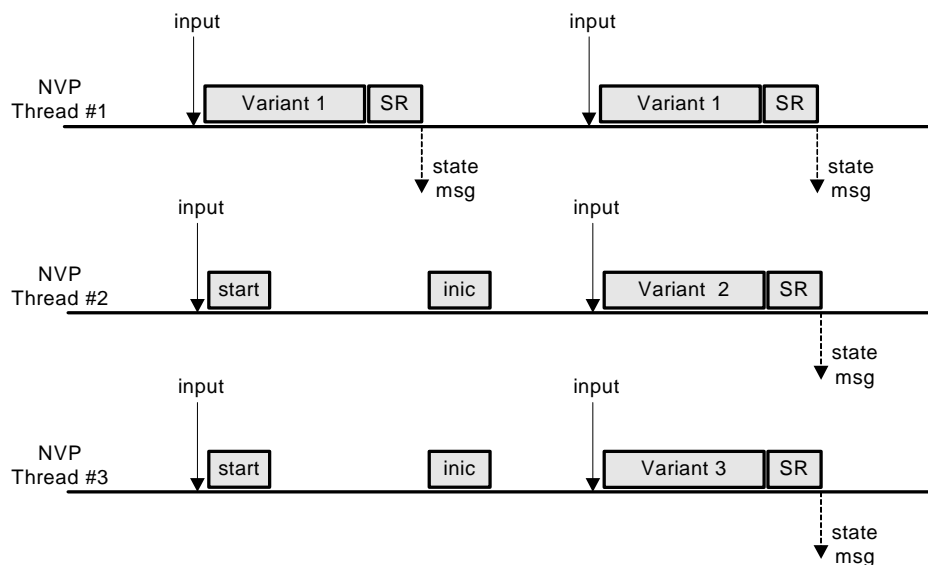 input
input
NVP
Thread #1
Variant 1
SR
Variant 1
SR
state
msg
state
msg
input
input
NVP
Thread #2
start
inic
Variant 2
SR
state
msg
input
input
NVP
Thread #3
start
inic
Variant 3
SR
state
msg